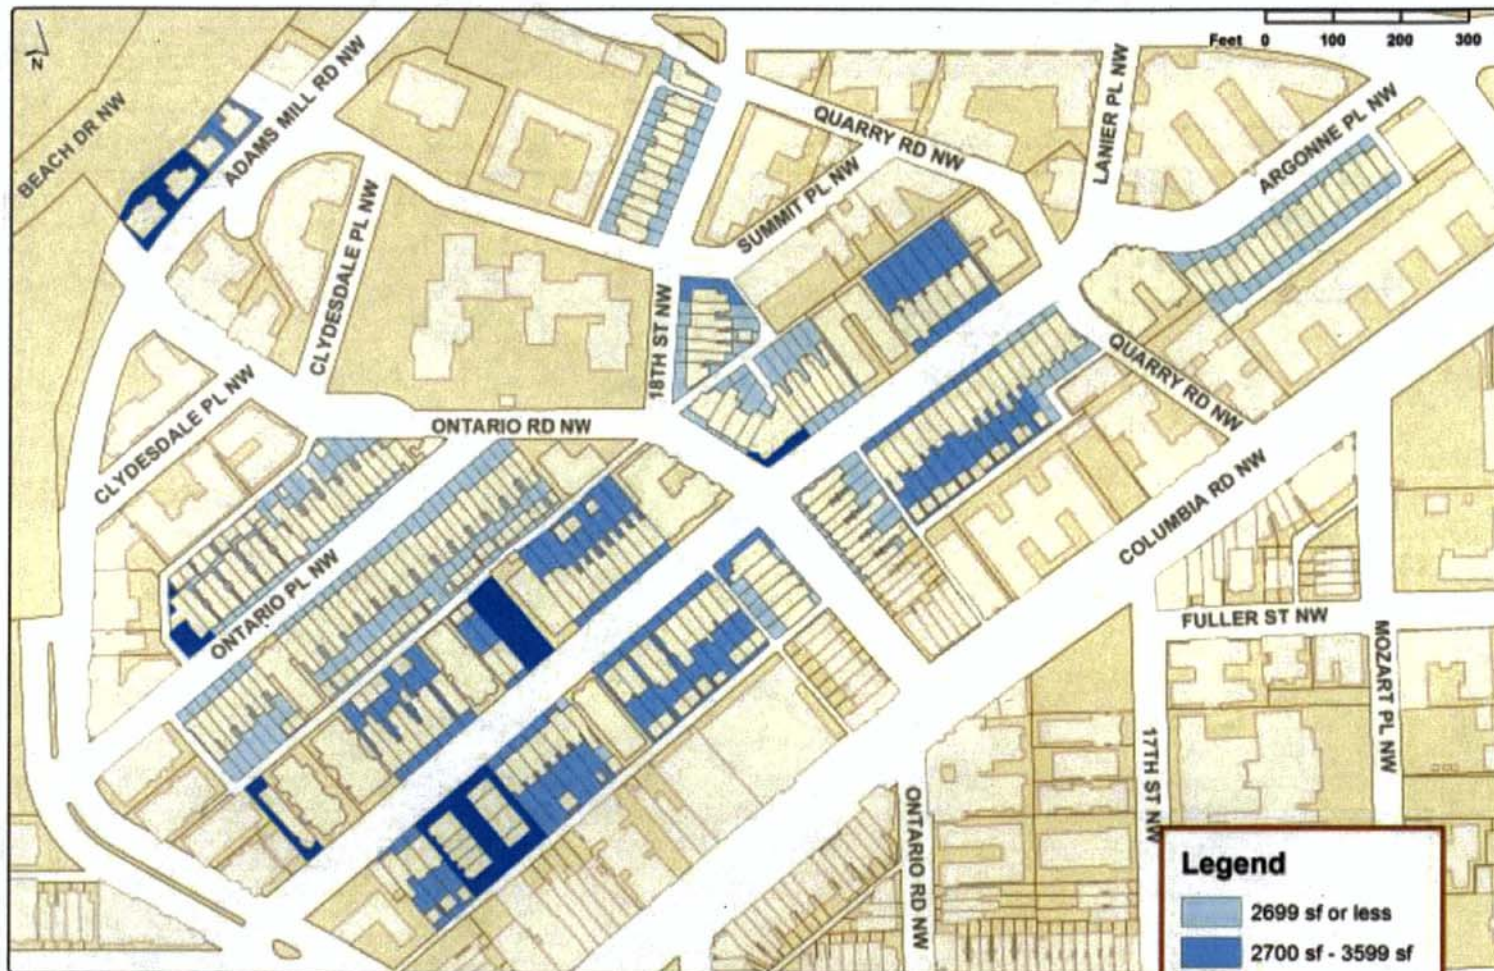 Feet 0 100 200 300
N
BEACH DR NW
ADAMS MILL RD NW
QUARRY RD NW
LANIER PL NW
ARGONNE PL NW
SUMMIT PL NW
CLYDESDALE PL NW
18TH ST NW
QUARRY RD NW
CLYDESDALE PL NW
ONTARIO RD NW
COLUMBIA RD NW
ONTARIO PL NW
FULLER ST NW
MOZART PL NW
17TH ST NW
ONTARIO RD NW
Legend
2699 sf or less
2700 sf - 3599 sf